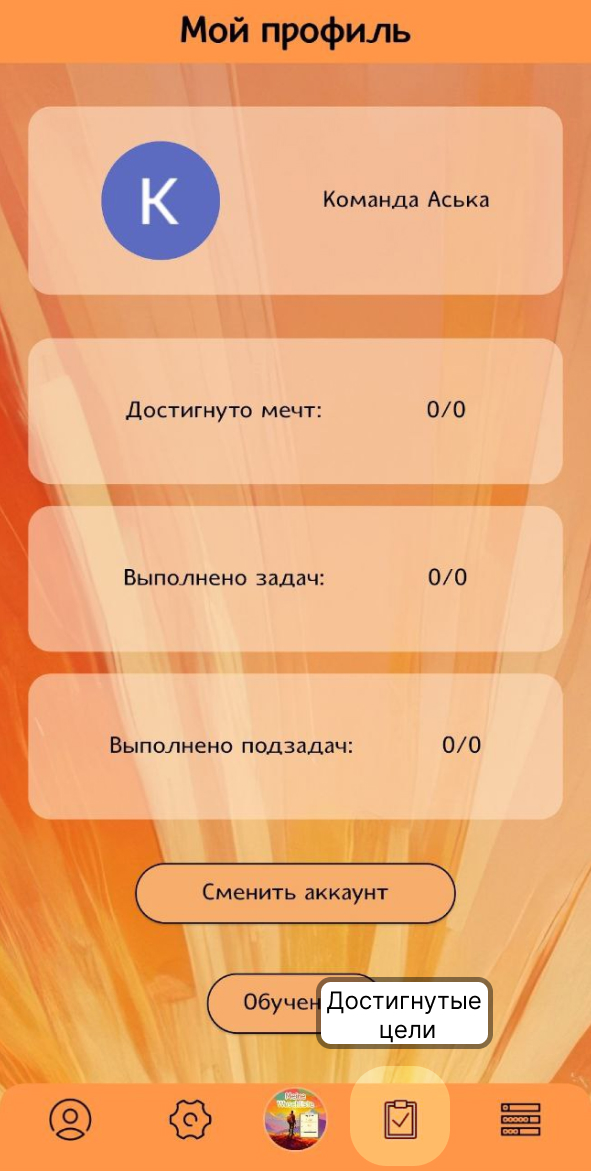 Мой профиль
K
Команда Аська
Достигнуто мечт: 0/0
Выполнено задач: 0/0
Выполнено подзадач: 0/0
Сменить аккаунт
Обучен
Достигнутые
цели